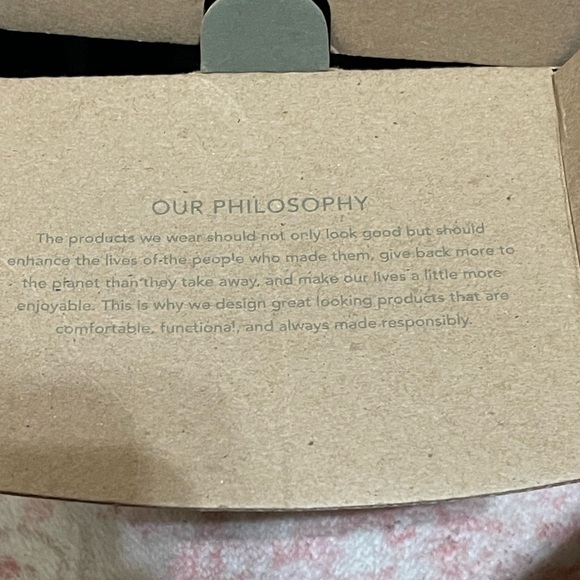 OUR PHILOSOPHY
The products we wear should not only look good but should
enhance the lives of the people who made them, give back more to
the planet than they take away, and make our lives a little more
enjoyable. This is why we design great looking products that are
comfortable, functional, and always made responsibly.